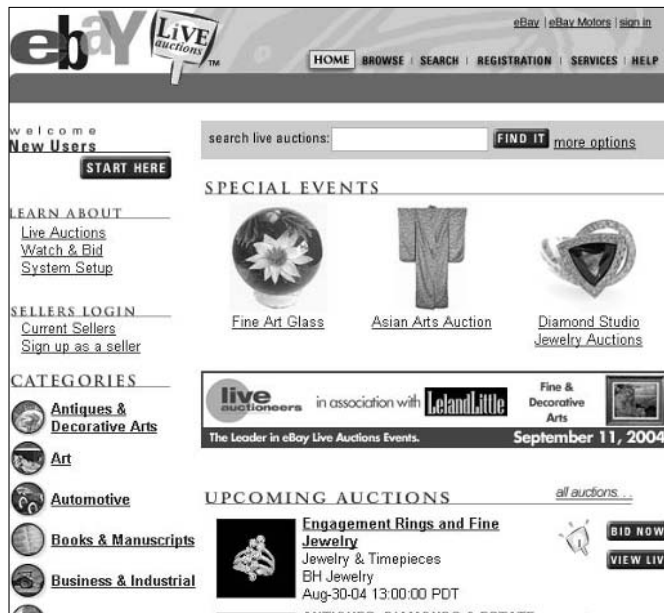 eBay | eBay Motors | sign in
ebaY LiVE auctions ™
HOME BROWSE | SEARCH | REGISTRATION | SERVICES | HELP
welcome
New Users
START HERE
search live auctions: FIND IT more options
LEARN ABOUT
Live Auctions
Watch & Bid
System Setup
SELLERS LOGIN
Current Sellers
Sign up as a seller
CATEGORIES
Antiques &
Decorative Arts
Art
Automotive
Books & Manuscripts
Business & Industrial
SPECIAL EVENTS
Fine Art Glass
Asian Arts Auction
Diamond Studio
Jewelry Auctions
live auctioneers in association with LelandLittle
Fine &
Decorative
Arts
The Leader in eBay Live Auctions Events. September 11, 2004
UPCOMING AUCTIONS all auctions. . .
Engagement Rings and Fine
Jewelry
Jewelry & Timepieces
BH Jewelry
Aug-30-04 13:00:00 PDT
BID NOW
VIEW LIV